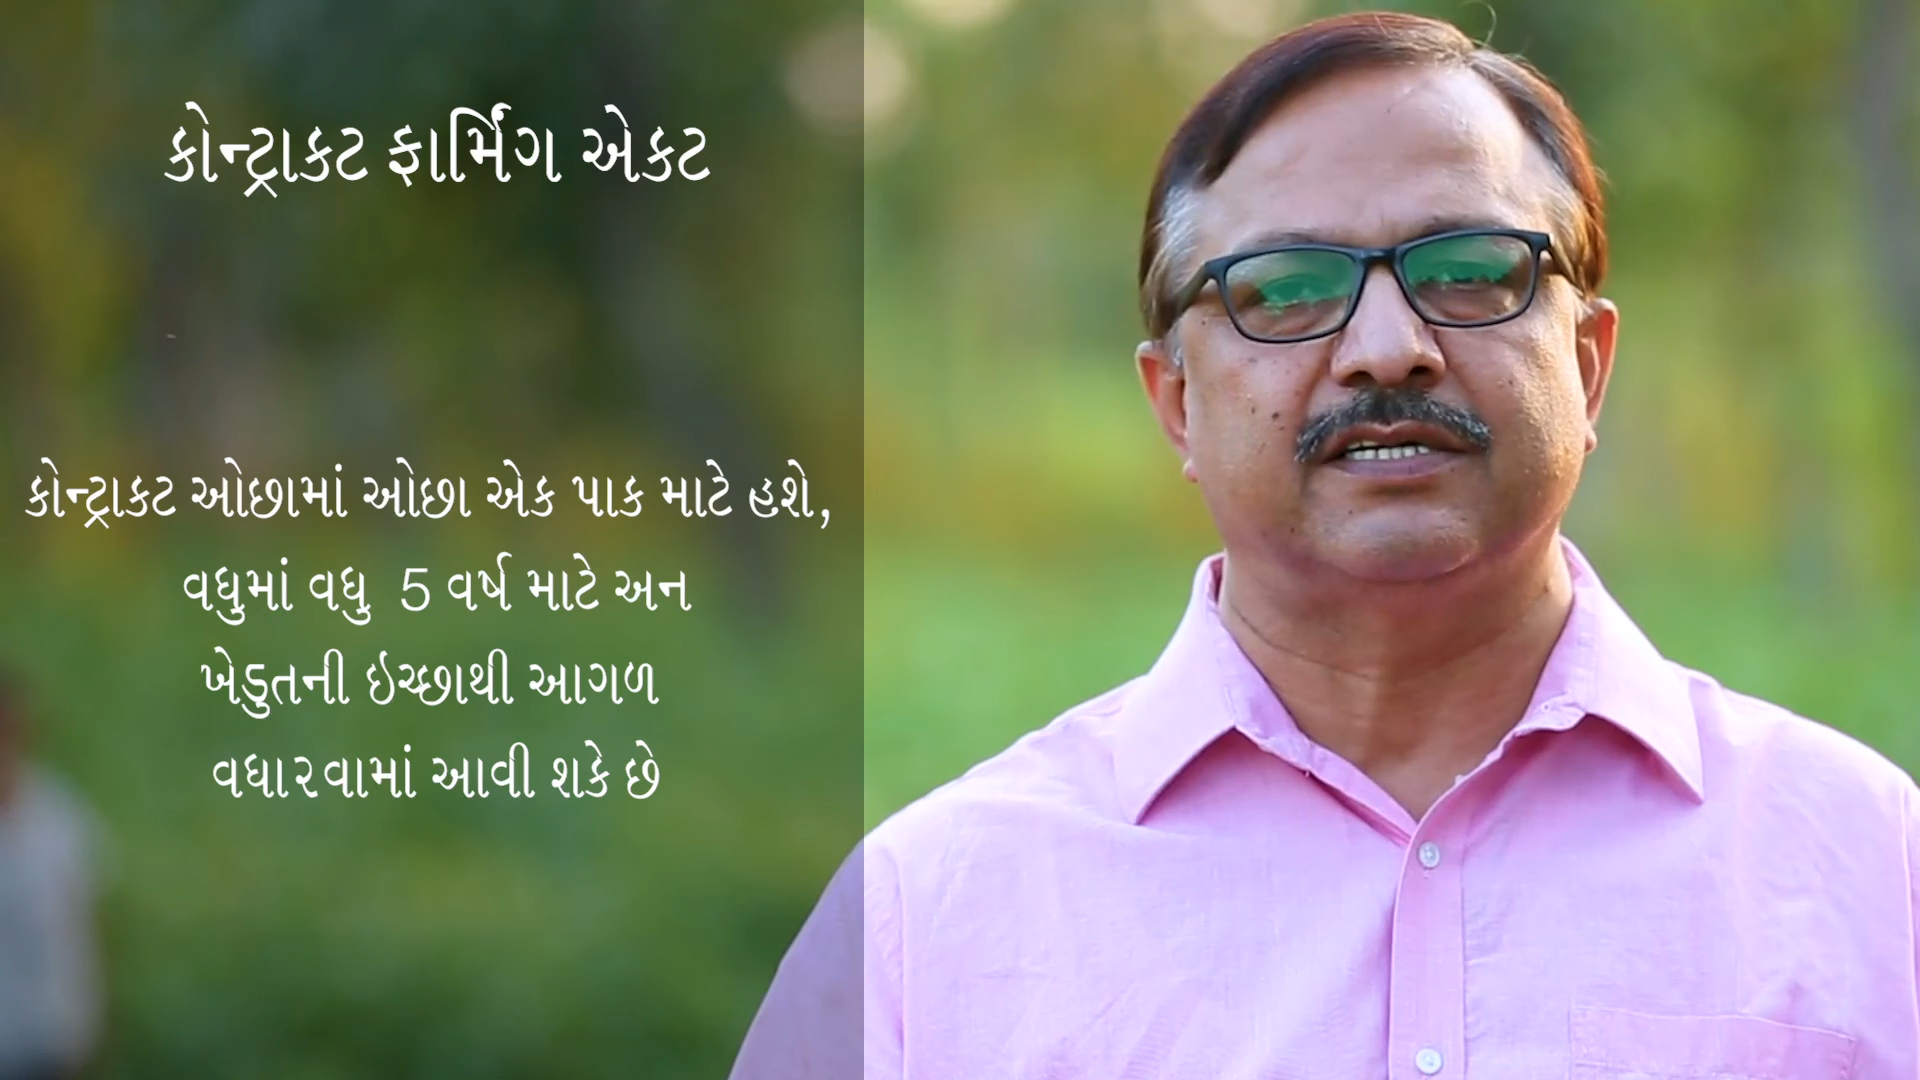 કોન્ટ્રાકટ ફાર્મિંગ એકટ
કોન્ટ્રાકટ ઓછામાં ઓછા એક પાક માટે હશે,
વધુમાં વધુ 5 વર્ષ માટે અન
ખેડુતની ઇચ્છાથી આગળ
વધારવામાં આવી શકે છે